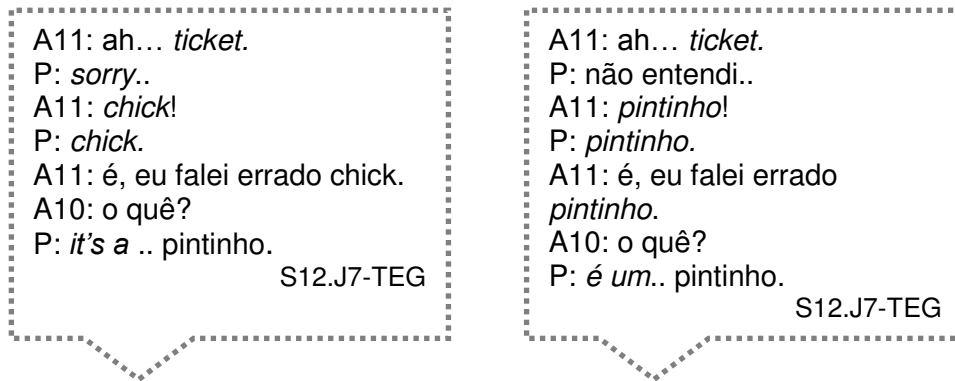 A11: ah… ticket.
P: sorry..
A11: chick!
P: chick.
A11: é, eu falei errado chick.
A10: o quê?
P: it's a .. pintinho.
S12.J7-TEG
A11: ah… ticket.
P: não entendi..
A11: pintinho!
P: pintinho.
A11: é, eu falei errado
pintinho.
A10: o quê?
P: é um.. pintinho.
S12.J7-TEG